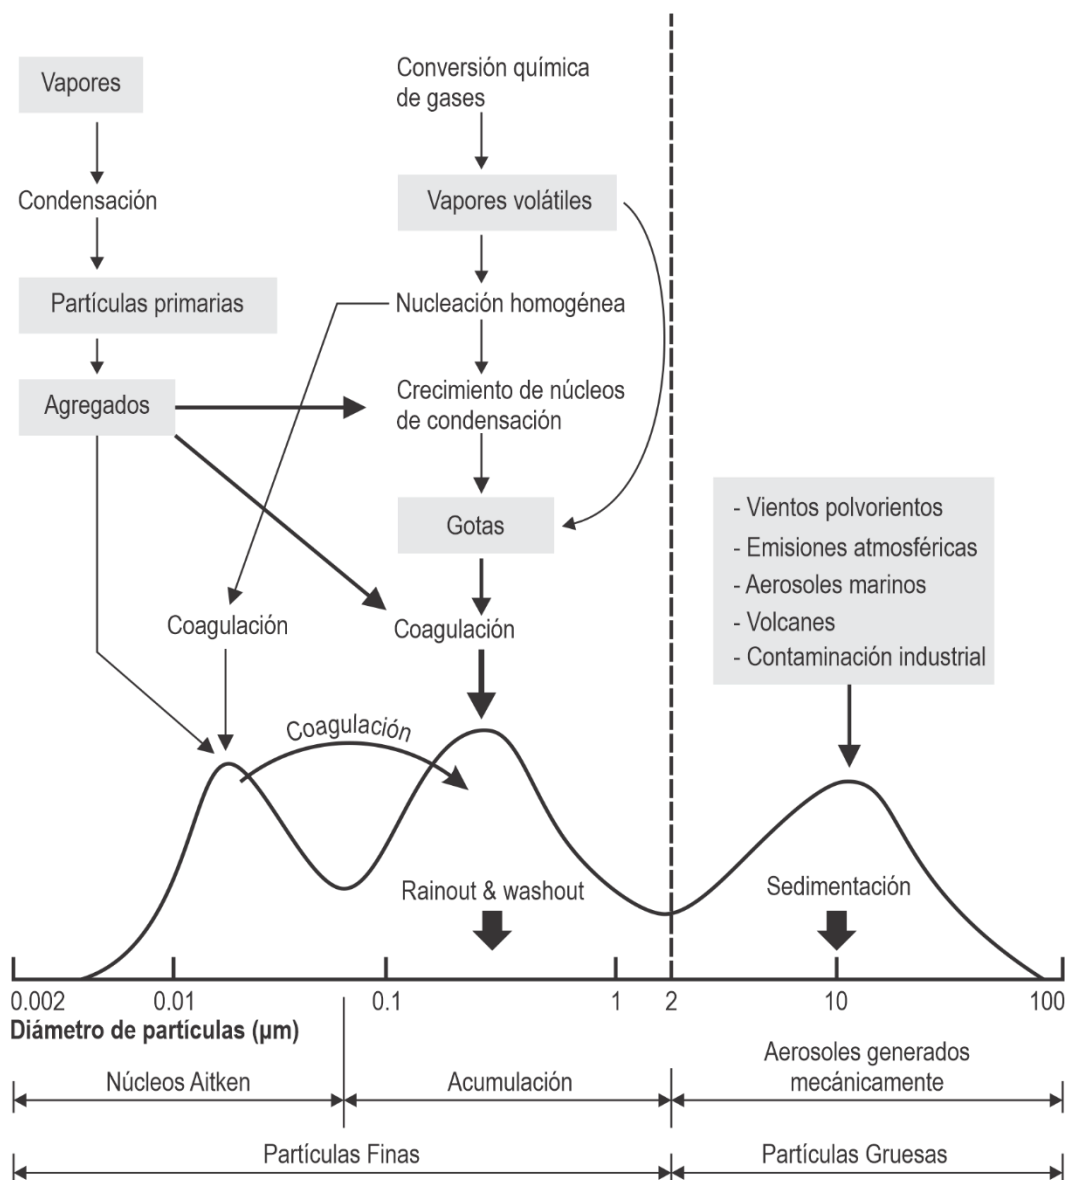 Vapores
Condensación
Partículas primarias
Agregados
Conversión química
de gases
Vapores volátiles
Nucleación homogénea
Crecimiento de núcleos
de condensación
Gotas
Coagulación
Coagulación
Coagulación
- Vientos polvorientos
- Emisiones atmosféricas
- Aerosoles marinos
- Volcanes
- Contaminación industrial
Rainout & washout
Sedimentación
0.002 0.01 0.1 1 2 10 100
Diámetro de partículas (µm)
Núcleos Aitken
Acumulación
Aerosoles generados
mecánicamente
Partículas Finas
Partículas Gruesas